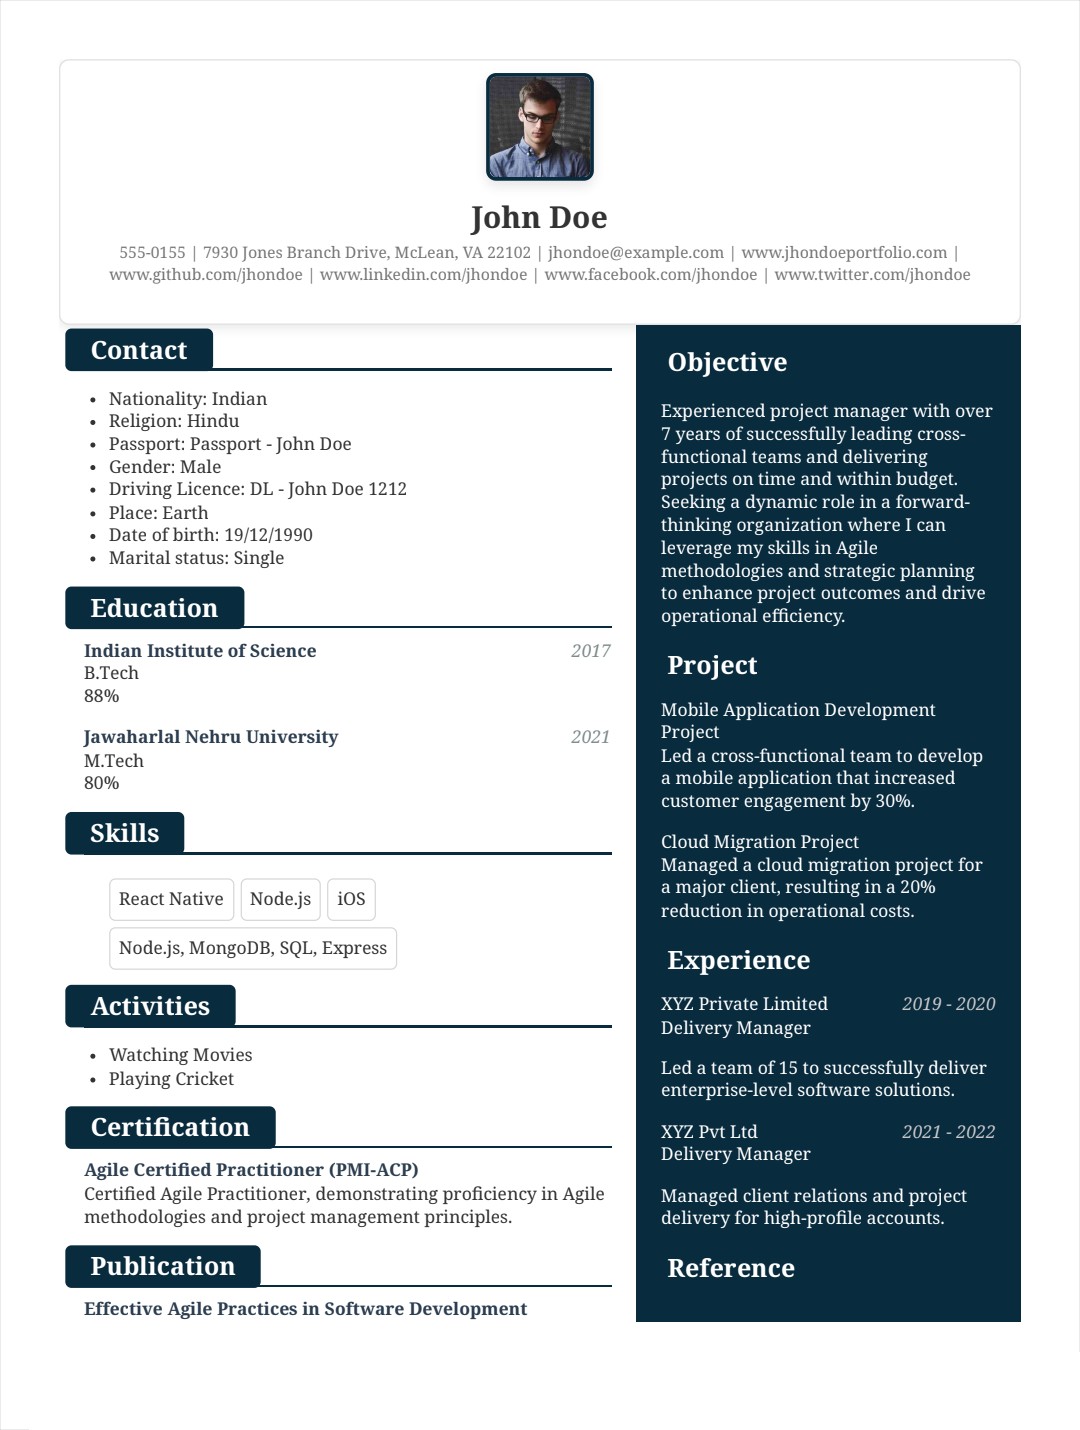 John Doe
555-0155 | 7930 Jones Branch Drive, McLean, VA 22102 | jhondoe@example.com | www.jhondoeportfolio.com |
www.github.com/jhondoe | www.linkedin.com/jhondoe | www.facebook.com/jhondoe | www.twitter.com/jhondoe
Contact
• Nationality: Indian
• Religion: Hindu
• Passport: Passport - John Doe
• Gender: Male
• Driving Licence: DL - John Doe 1212
• Place: Earth
• Date of birth: 19/12/1990
• Marital status: Single
Education
Indian Institute of Science 2017
B.Tech
88%
Jawaharlal Nehru University 2021
M.Tech
80%
Skills
React Native Node.js iOS
Node.js, MongoDB, SQL, Express
Activities
• Watching Movies
• Playing Cricket
Certification
Agile Certified Practitioner (PMI-ACP)
Certified Agile Practitioner, demonstrating proficiency in Agile
methodologies and project management principles.
Publication
Effective Agile Practices in Software Development
Objective
Experienced project manager with over
7 years of successfully leading cross-
functional teams and delivering
projects on time and within budget.
Seeking a dynamic role in a forward-
thinking organization where I can
leverage my skills in Agile
methodologies and strategic planning
to enhance project outcomes and drive
operational efficiency.
Project
Mobile Application Development
Project
Led a cross-functional team to develop
a mobile application that increased
customer engagement by 30%.
Cloud Migration Project
Managed a cloud migration project for
a major client, resulting in a 20%
reduction in operational costs.
Experience
XYZ Private Limited 2019 - 2020
Delivery Manager
Led a team of 15 to successfully deliver
enterprise-level software solutions.
XYZ Pvt Ltd 2021 - 2022
Delivery Manager
Managed client relations and project
delivery for high-profile accounts.
Reference